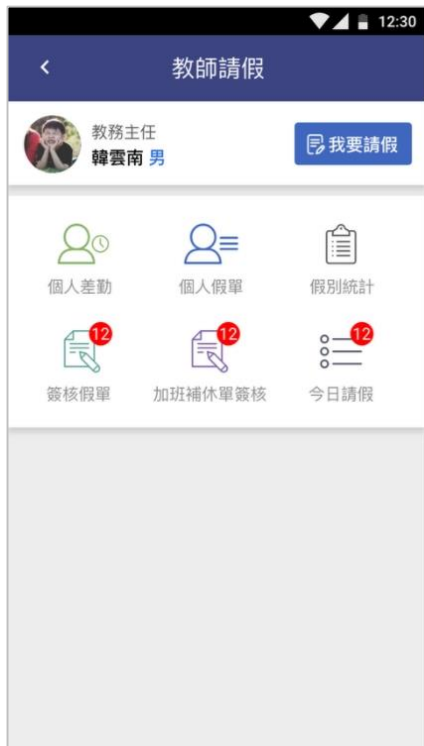 12:30
教師請假
教務主任
韓雲南 男
我要請假
個人差勤
個人假單
假別統計
12
12
12
簽核假單
加班補休單簽核
今日請假